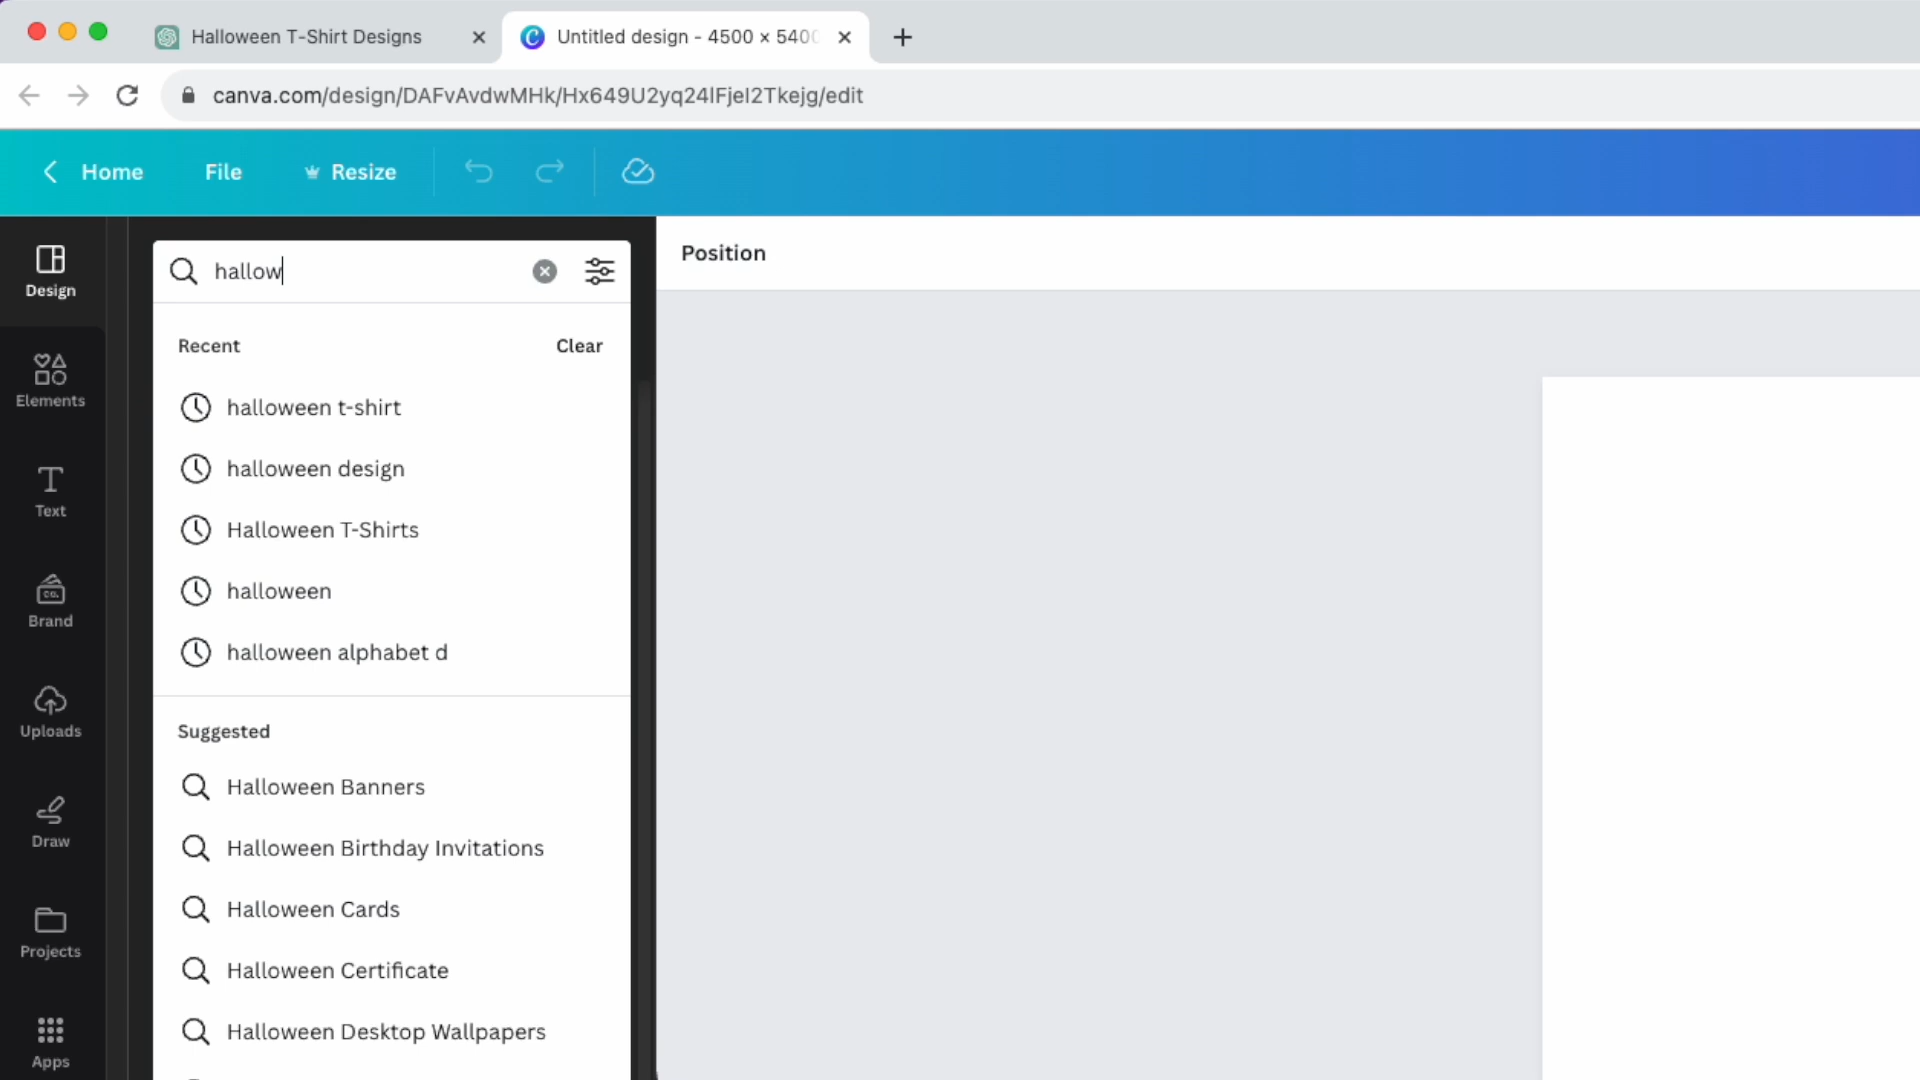 Halloween T-Shirt Designs
Untitled design - 4500 × 5400
canva.com/design/DAFvAvdwMHk/Hx649U2yq24lFjel2Tkejg/edit
Home File Resize
Design
Elements
Text
CO.
Brand
Uploads
Draw
Projects
Apps
hallow
Recent Clear
halloween t-shirt
halloween design
Halloween T-Shirts
halloween
halloween alphabet d
Suggested
Halloween Banners
Halloween Birthday Invitations
Halloween Cards
Halloween Certificate
Halloween Desktop Wallpapers
Position